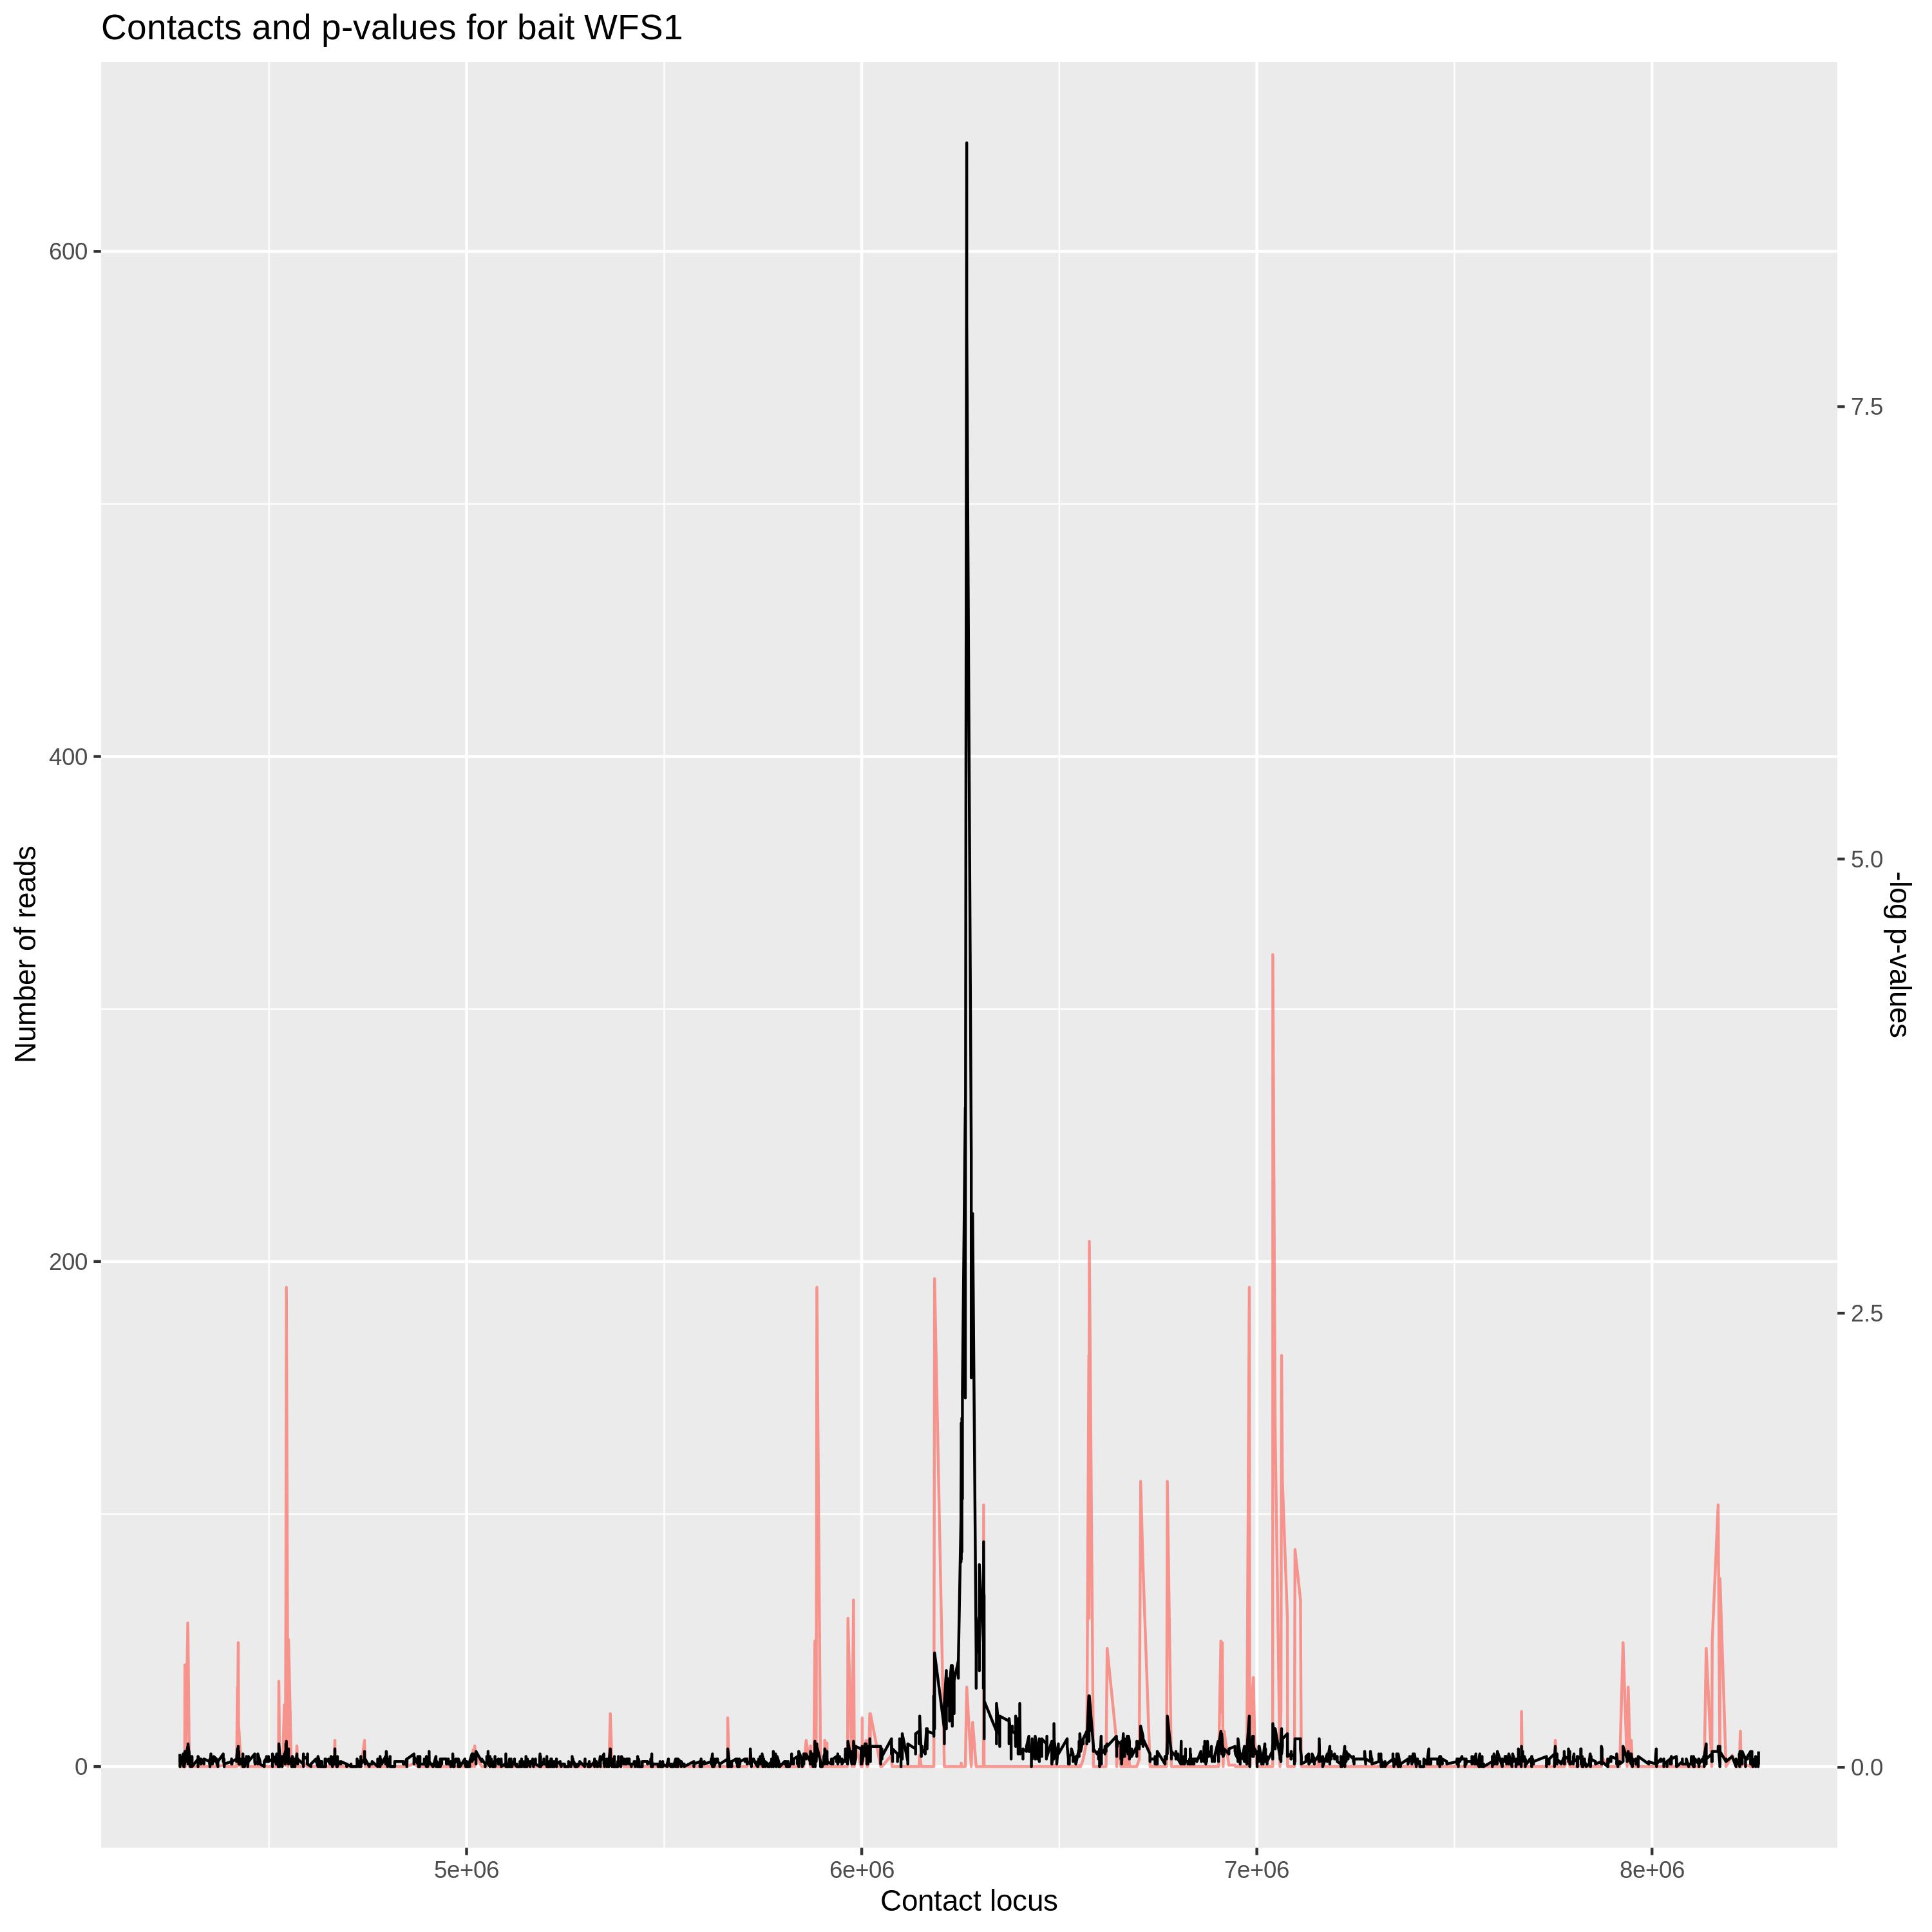 Contacts and p-values for bait WFS1
600
400
200
0
Number of reads
7.5
5.0
2.5
0.0
-log p-values
5e+06
6e+06
7e+06
8e+06
Contact locus